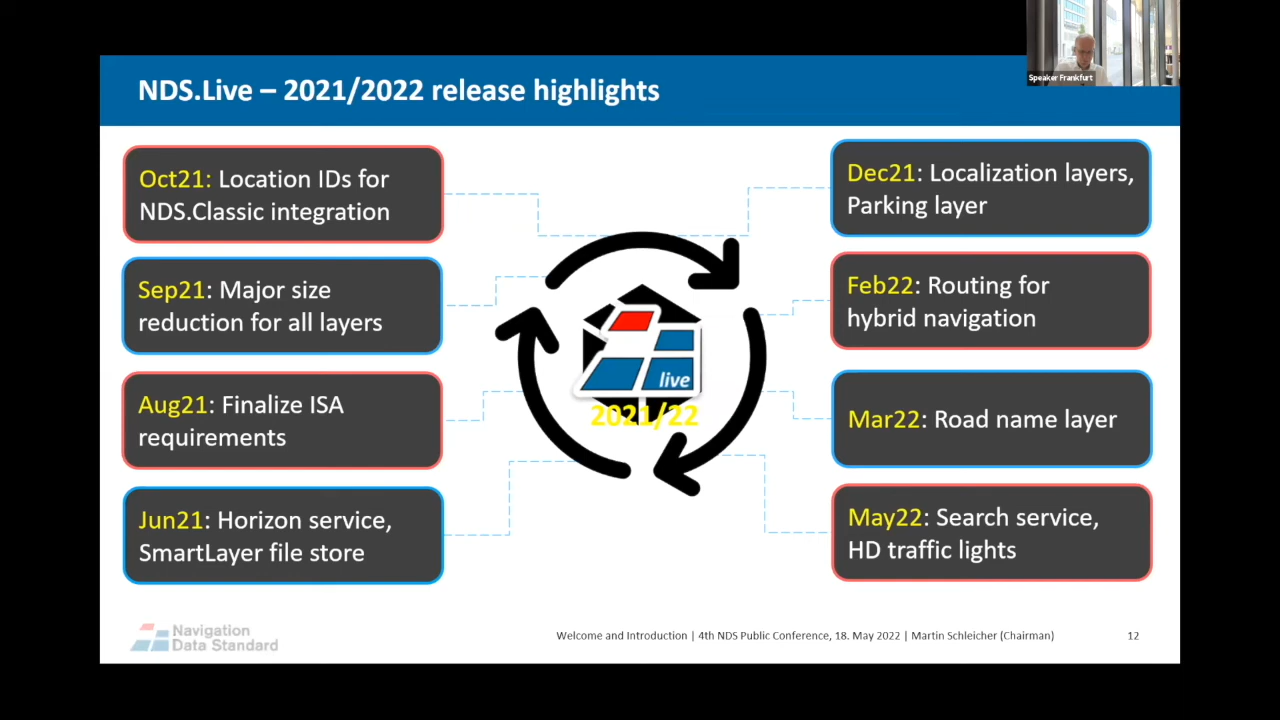 Speaker Frankfurt
NDS.Live – 2021/2022 release highlights
Oct21: Location IDs for
NDS.Classic integration
Sep21: Major size
reduction for all layers
Aug21: Finalize ISA
requirements
Jun21: Horizon service,
SmartLayer file store
live
2021/22
Dec21: Localization layers,
Parking layer
Feb22: Routing for
hybrid navigation
Mar22: Road name layer
May22: Search service,
HD traffic lights
Navigation
Data Standard
Welcome and Introduction | 4th NDS Public Conference, 18. May 2022 | Martin Schleicher (Chairman)
12